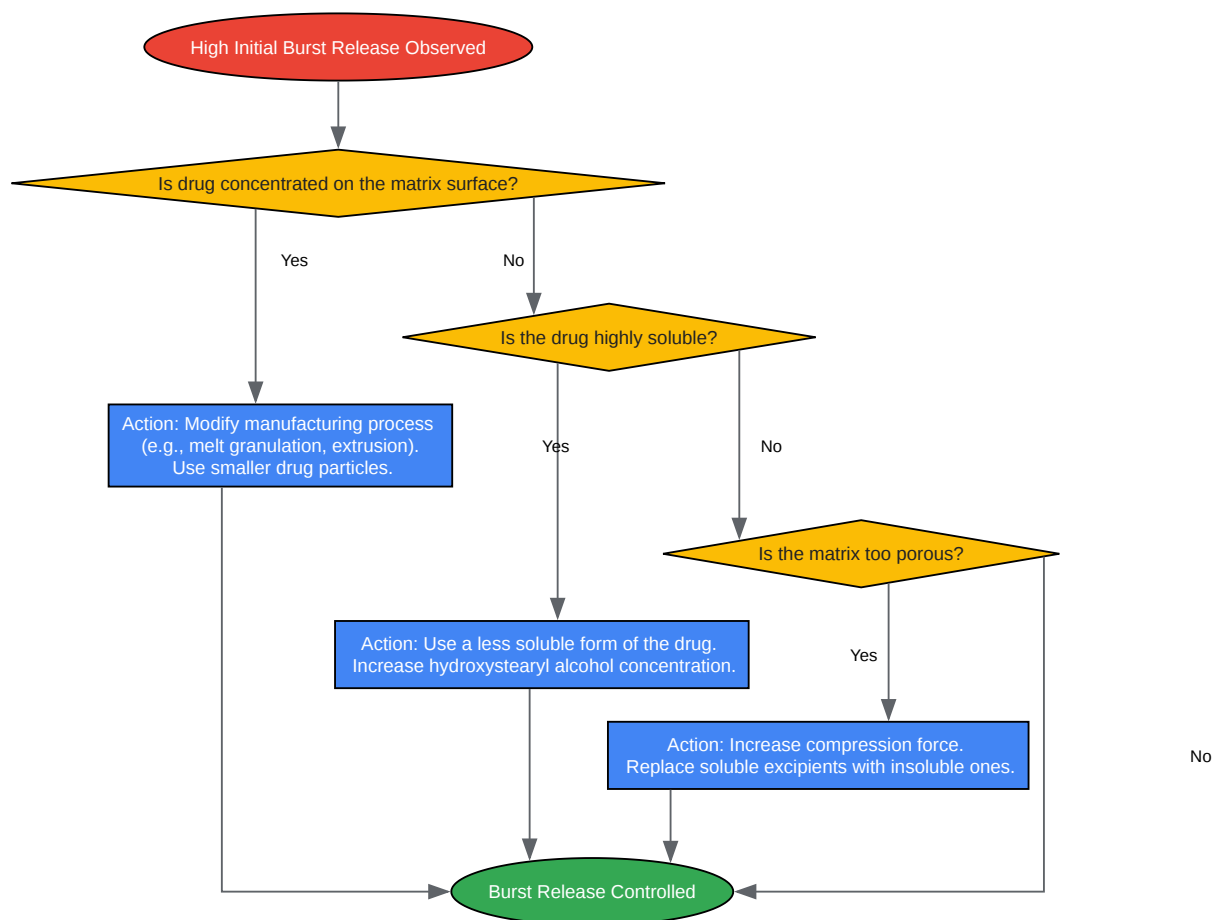 High Initial Burst Release Observed
Is drug concentrated on the matrix surface?
Yes
No
Is the drug highly soluble?
Action: Modify manufacturing process
(e.g., melt granulation, extrusion).
Use smaller drug particles.
Yes
No
Is the matrix too porous?
Action: Use a less soluble form of the drug.
Increase hydroxystearyl alcohol concentration.
Yes
Action: Increase compression force.
Replace soluble excipients with insoluble ones.
No
Burst Release Controlled